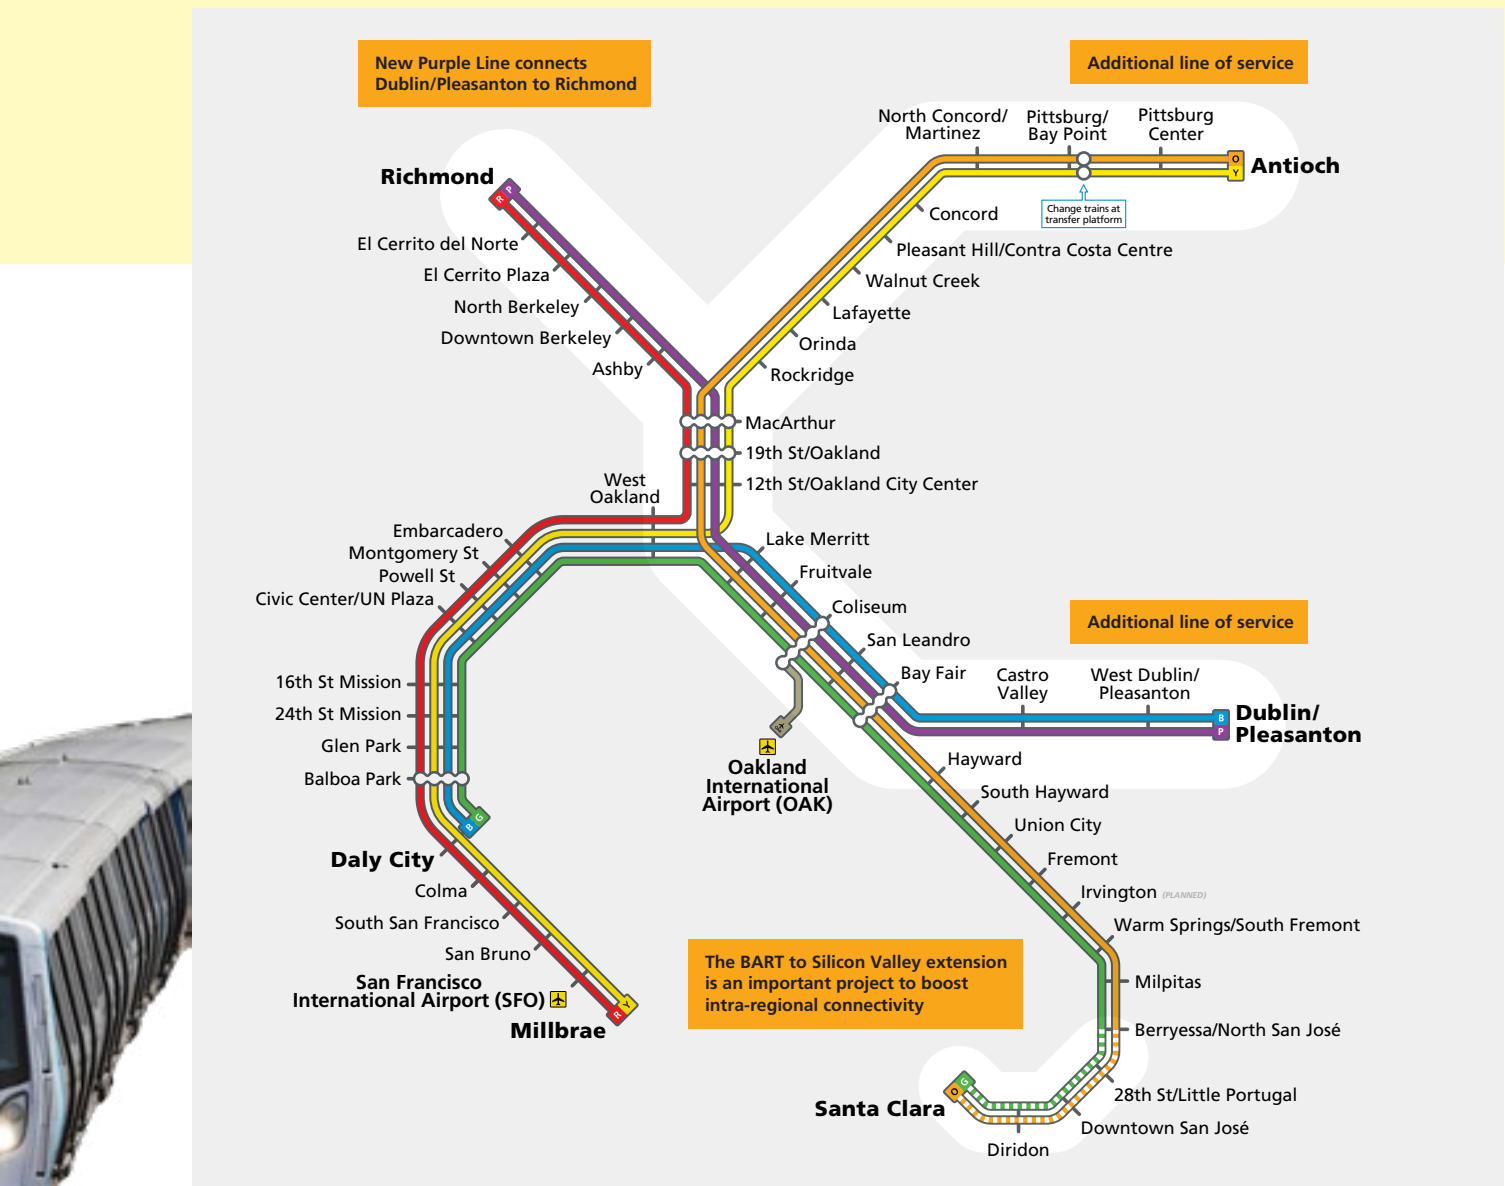 New Purple Line connects
Dublin/Pleasanton to Richmond
Additional line of service
North Concord/
Martinez
Pittsburg/
Bay Point
Pittsburg
Center
O
Y
Antioch
Change trains at
transfer platform
Richmond
P
R
El Cerrito del Norte
El Cerrito Plaza
North Berkeley
Downtown Berkeley
Ashby
Concord
Pleasant Hill/Contra Costa Centre
Walnut Creek
Lafayette
Orinda
Rockridge
MacArthur
19th St/Oakland
12th St/Oakland City Center
West
Oakland
Embarcadero
Montgomery St
Powell St
Civic Center/UN Plaza
16th St Mission
24th St Mission
Glen Park
Balboa Park
B
G
Daly City
Colma
South San Francisco
San Bruno
San Francisco
International Airport (SFO)
Y
R
Millbrae
Lake Merritt
Fruitvale
Coliseum
San Leandro
Bay Fair
Additional line of service
Castro
Valley
West Dublin/
Pleasanton
B
P
Dublin/
Pleasanton
Oakland
International
Airport (OAK)
Hayward
South Hayward
Union City
Fremont
Irvington (PLANNED)
Warm Springs/South Fremont
Milpitas
Berryessa/North San José
28th St/Little Portugal
Downtown San José
Diridon
G
O
Santa Clara
The BART to Silicon Valley extension
is an important project to boost
intra-regional connectivity